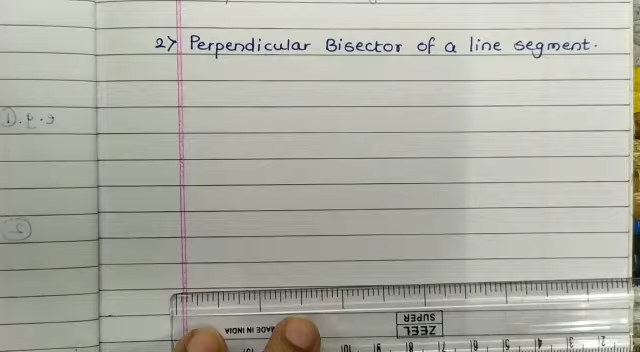 2) Perpendicular Bisector of a line segment.
ZEEL
SUPER
MADE IN INDIA